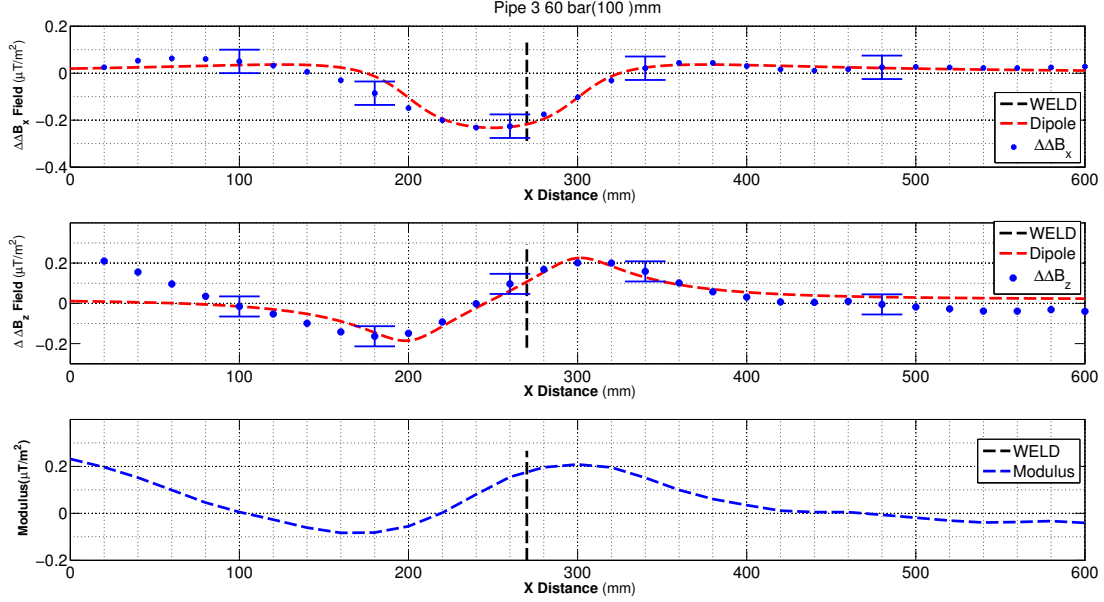 Pipe 3 60 bar(100 )mm
0.2
0
−0.2
−0.4
ΔΔB_x Field (μT/m²)
WELD
Dipole
ΔΔB_x
0 100 200 300 400 500 600
X Distance (mm)
0.2
0
−0.2
Δ ΔB_z Field (μT/m²)
WELD
Dipole
ΔΔB_z
0 100 200 300 400 500 600
X Distance (mm)
0.2
0
−0.2
Modulus(μT/m²)
WELD
Modulus
0 100 200 300 400 500 600
X Distance (mm)